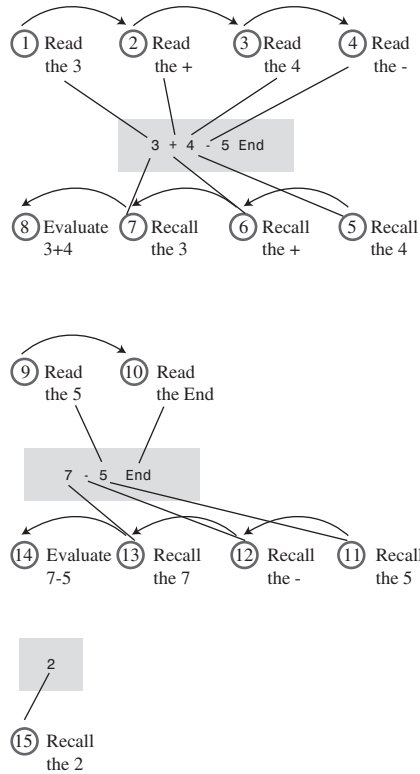 1 Read the 3
2 Read the +
3 Read the 4
4 Read the -
3 + 4 - 5 End
8 Evaluate 3+4
7 Recall the 3
6 Recall the +
5 Recall the 4
9 Read the 5
10 Read the End
7 - 5 End
14 Evaluate 7-5
13 Recall the 7
12 Recall the -
11 Recall the 5
2
15 Recall the 2